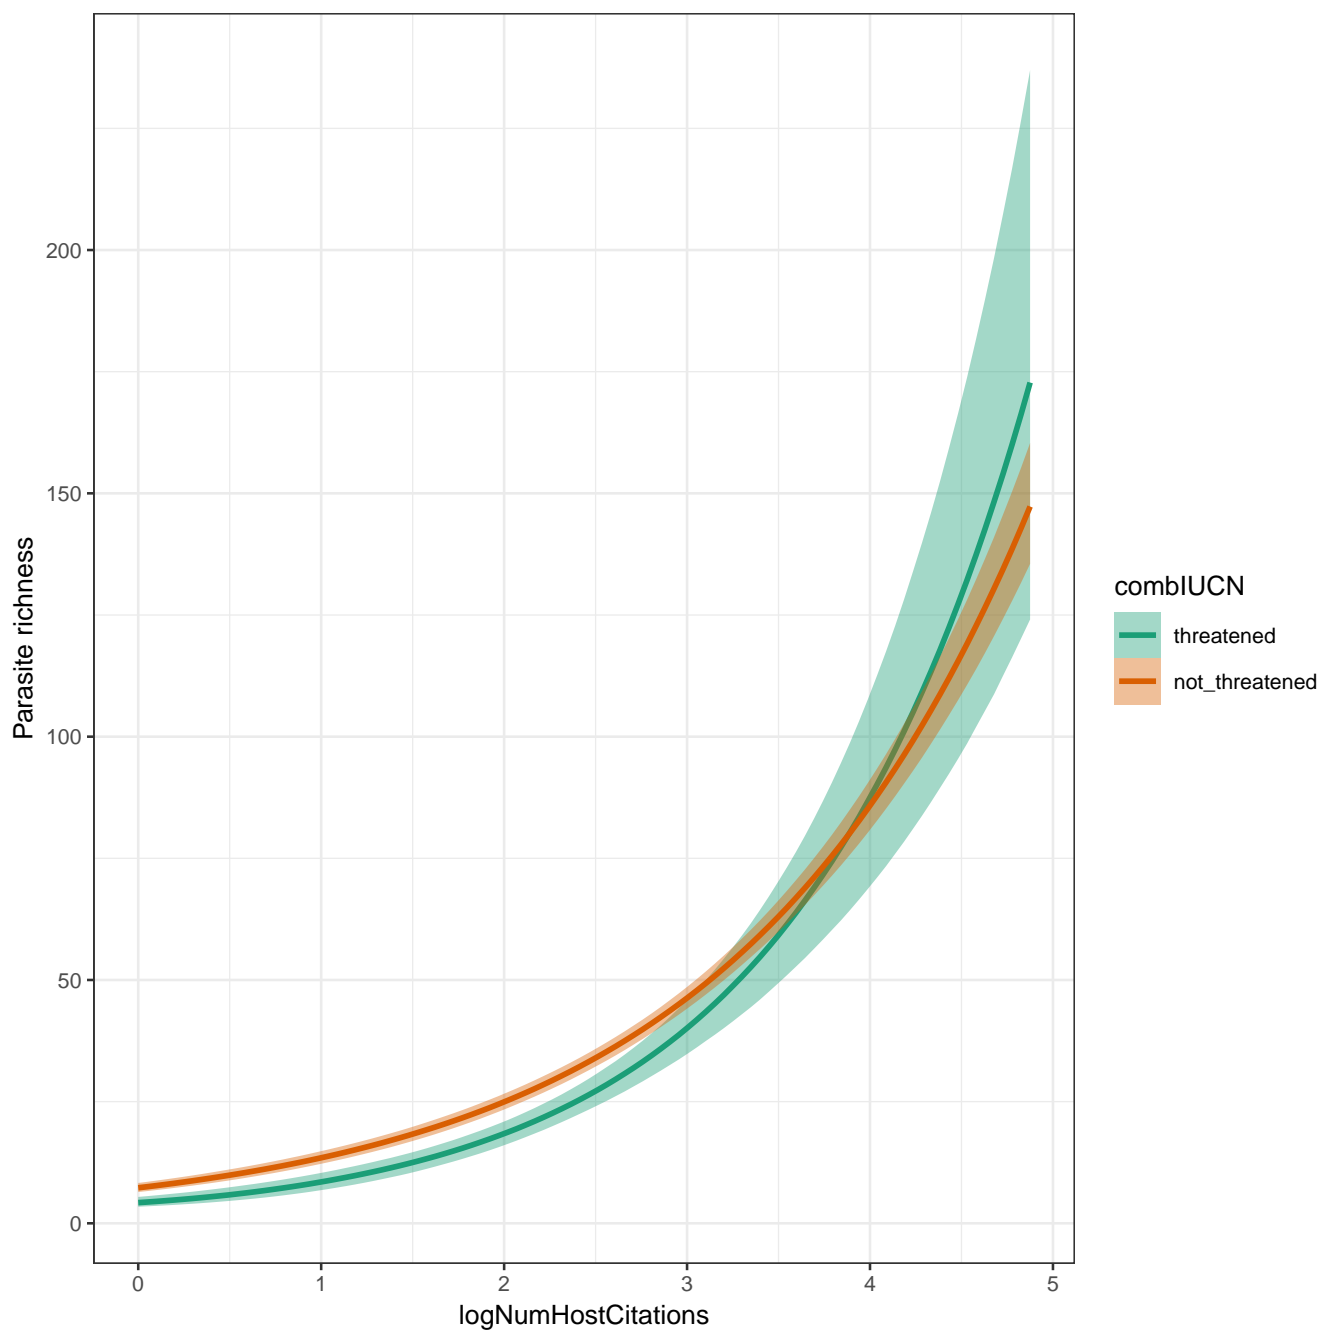 200
150
100
50
0
Parasite richness
0 1 2 3 4 5
logNumHostCitations
combIUCN
threatened
not_threatened